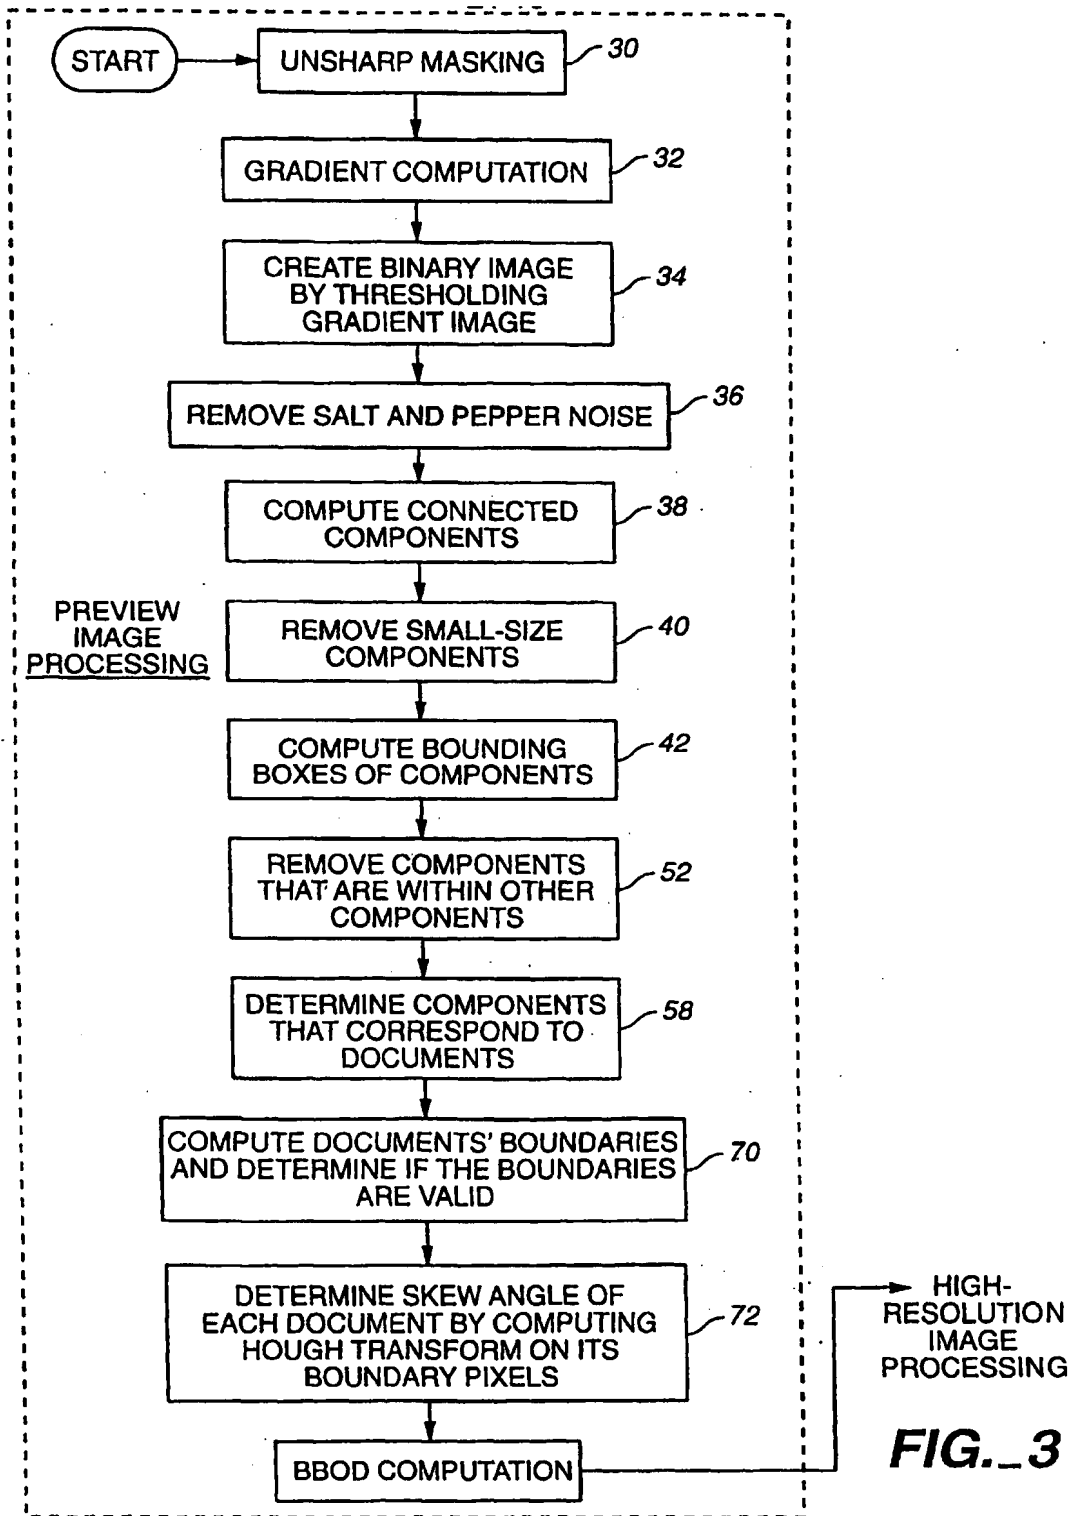 START
UNSHARP MASKING
30
GRADIENT COMPUTATION
32
CREATE BINARY IMAGE
BY THRESHOLDING
GRADIENT IMAGE
34
REMOVE SALT AND PEPPER NOISE
36
COMPUTE CONNECTED
COMPONENTS
38
PREVIEW
IMAGE
PROCESSING
REMOVE SMALL-SIZE
COMPONENTS
40
COMPUTE BOUNDING
BOXES OF COMPONENTS
42
REMOVE COMPONENTS
THAT ARE WITHIN OTHER
COMPONENTS
52
DETERMINE COMPONENTS
THAT CORRESPOND TO
DOCUMENTS
58
COMPUTE DOCUMENTS' BOUNDARIES
AND DETERMINE IF THE BOUNDARIES
ARE VALID
70
DETERMINE SKEW ANGLE OF
EACH DOCUMENT BY COMPUTING
HOUGH TRANSFORM ON ITS
BOUNDARY PIXELS
72
HIGH-
RESOLUTION
IMAGE
PROCESSING
BBOD COMPUTATION
FIG._3